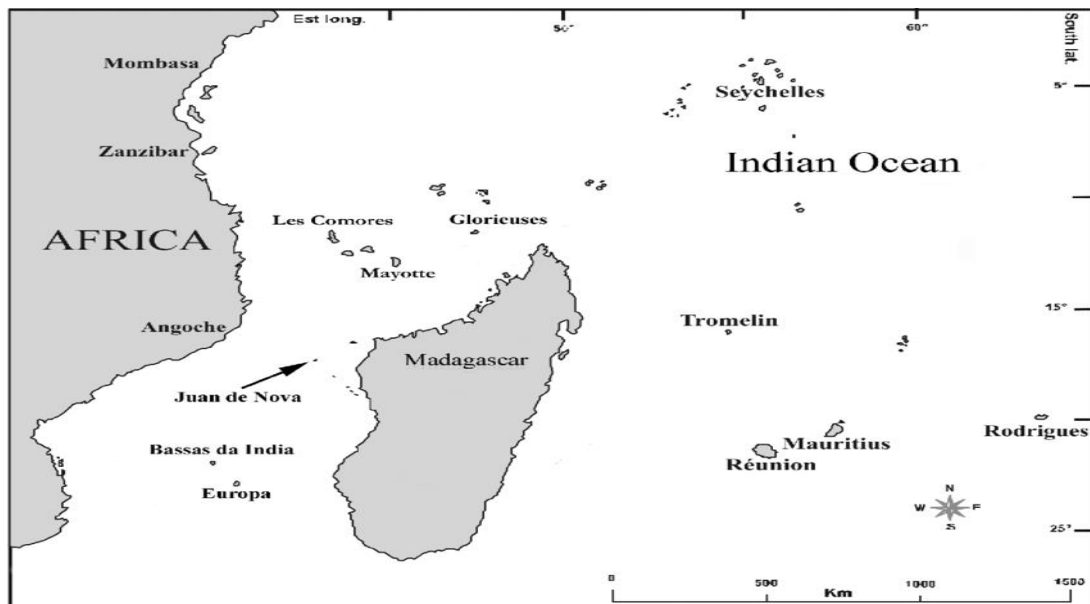 Est long.
50°
60°
South lat.
Mombasa
5°
Seychelles
Zanzibar
Indian Ocean
Les Comores
Gloricuses
AFRICA
Mayotte
15°
Tromelin
Angoche
Madagascar
Juan de Nova
Rodrigues
Mauritius
Bassas da India
Réunion
Europa
N
W
E
S
25°
0
500
1000
1500
Km